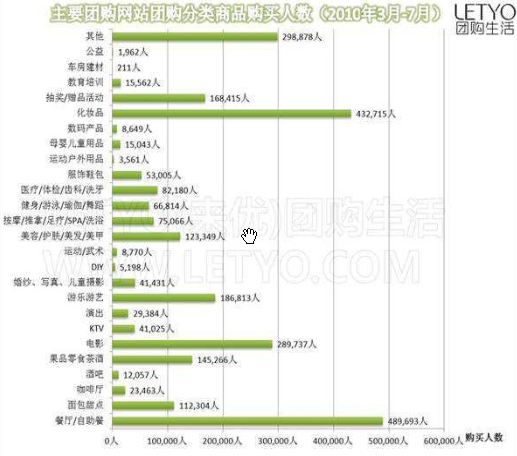 主要团购网站团购分类商品购买人数（2010年3月-7月）
LETYO
团购生活
其他 298,878人
公益 1,962人
车房建材 211人
教育培训 15,562人
抽奖/赠品活动 168,415人
化妆品 432,715人
数码产品 8,649人
母婴儿童用品 15,043人
运动户外用品 3,561人
服饰鞋包 53,005人
医疗/体检/齿科/洗牙 82,180人
健身/游泳/瑜伽/舞蹈 66,814人
按摩/推拿/足疗/SPA/洗浴 75,066人
美容/护肤/美发/美甲 123,349人
运动/武术 8,770人
DIY 5,198人
婚纱、写真、儿童摄影 41,431人
游乐游艺 186,813人
演出 29,384人
KTV 41,025人
电影 289,737人
果品零食茶酒 145,266人
酒吧 12,057人
咖啡厅 23,463人
面包甜点 112,304人
餐厅/自助餐 489,693人
0人 100,000人 200,000人 300,000人 400,000人 500,000人 600,000人
购买人数
(来优)团购生活
WWW.LETYO.COM